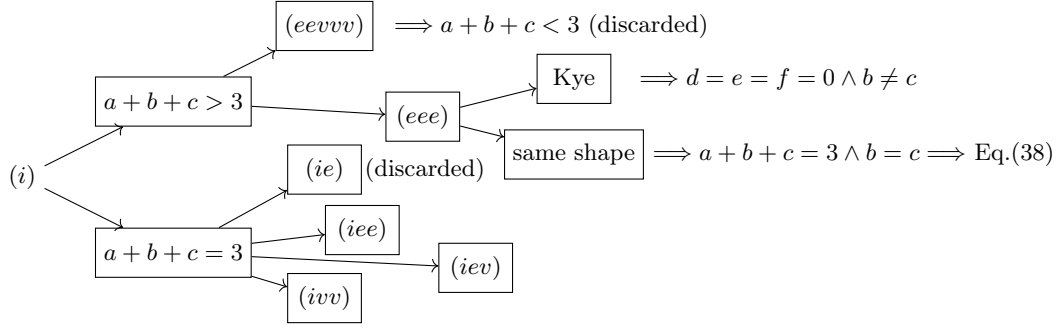 (eevvv) ⟹ a + b + c < 3 (discarded)
Kye ⟹ d = e = f = 0 ∧ b ≠ c
a + b + c > 3
(eee)
same shape ⟹ a + b + c = 3 ∧ b = c ⟹ Eq.(38)
(i)
(ie) (discarded)
(iee)
a + b + c = 3
(iev)
(ivv)